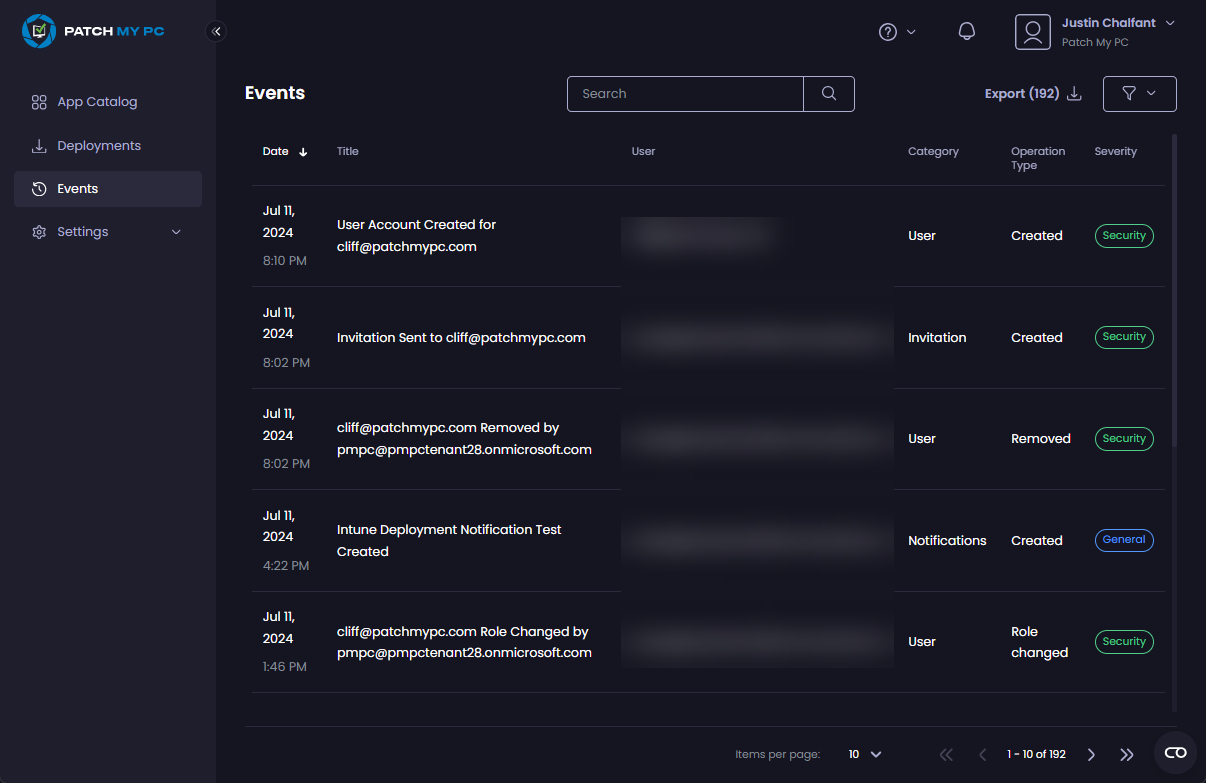 PATCH MY PC
Justin Chalfant
Patch My PC
App Catalog
Deployments
Events
Settings
Events
Search
Export (192)
Date Title User Category Operation Severity
Type
Jul 11,
2024
8:10 PM
User Account Created for
cliff@patchmypc.com
User Created Security
Jul 11,
2024
8:02 PM
Invitation Sent to cliff@patchmypc.com
Invitation Created Security
Jul 11,
2024
8:02 PM
cliff@patchmypc.com Removed by
pmpc@pmpctenant28.onmicrosoft.com
User Removed Security
Jul 11,
2024
4:22 PM
Intune Deployment Notification Test
Created
Notifications Created General
Jul 11,
2024
1:46 PM
cliff@patchmypc.com Role Changed by
pmpc@pmpctenant28.onmicrosoft.com
User
Role
changed
Security
Items per page: 10 1 - 10 of 192